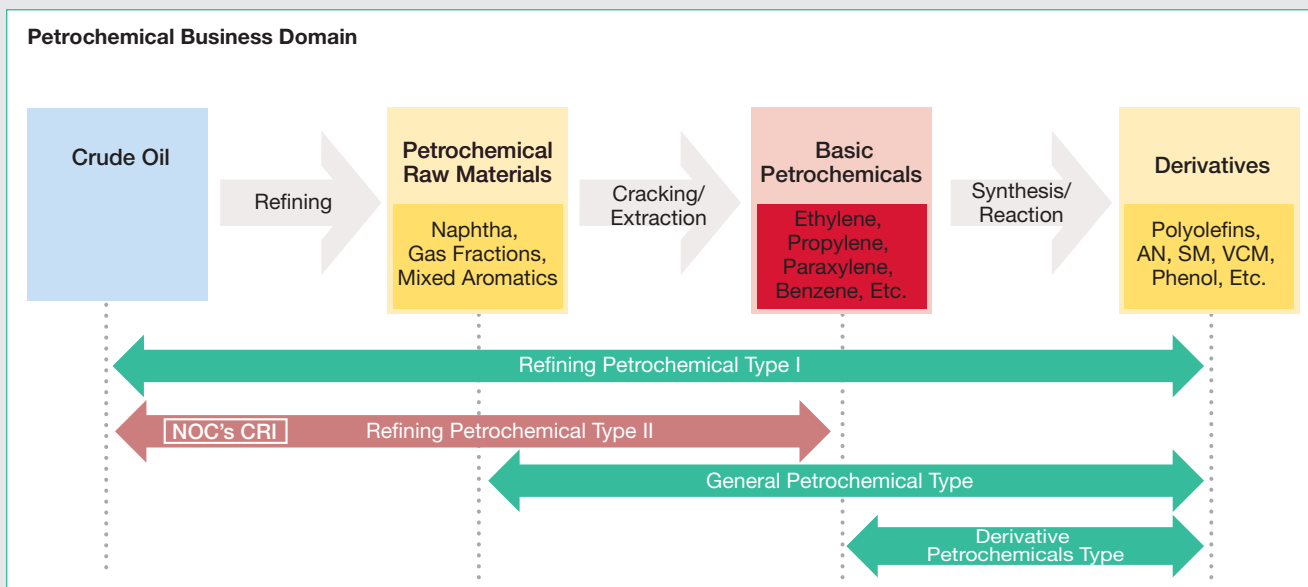 Petrochemical Business Domain
Crude Oil
Refining
Petrochemical
Raw Materials
Naphtha,
Gas Fractions,
Mixed Aromatics
Cracking/
Extraction
Basic
Petrochemicals
Ethylene,
Propylene,
Paraxylene,
Benzene, Etc.
Synthesis/
Reaction
Derivatives
Polyolefins,
AN, SM, VCM,
Phenol, Etc.
Refining Petrochemical Type I
NOC's CRI Refining Petrochemical Type II
General Petrochemical Type
Derivative
Petrochemicals Type